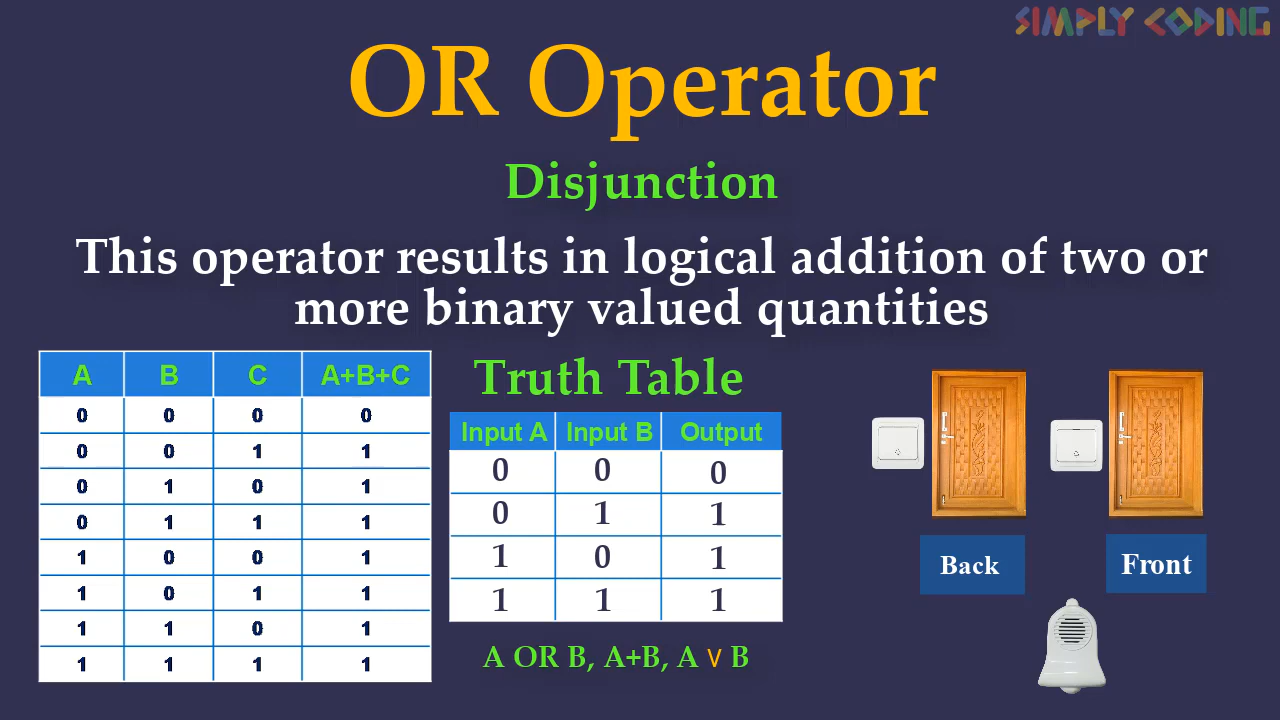 SIMPLY CODING
OR Operator
Disjunction
This operator results in logical addition of two or
more binary valued quantities
A B C A+B+C
0 0 0 0
0 0 1 1
0 1 0 1
0 1 1 1
1 0 0 1
1 0 1 1
1 1 0 1
1 1 1 1
Truth Table
Input A Input B Output
0 0 0
0 1 1
1 0 1
1 1 1
A OR B, A+B, A ∨ B
Back
Front